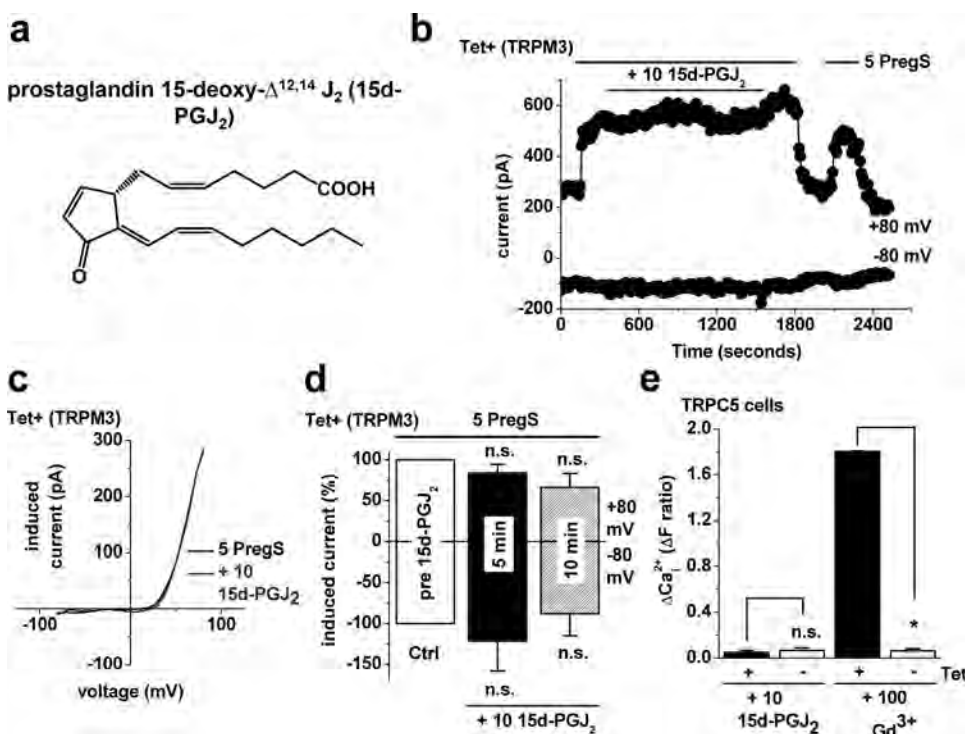 a
prostaglandin 15-deoxy-Δ12,14 J2 (15d-
PGJ2)
COOH
O
b
Tet+ (TRPM3)
5 PregS
+ 10 15d-PGJ2
600
400
200
0
-200
current (pA)
+80 mV
-80 mV
0 600 1200 1800 2400
Time (seconds)
c
Tet+ (TRPM3)
300
200
100
-100
induced
current (pA)
5 PregS
+ 10
15d-PGJ2
-100 100
voltage (mV)
d
Tet+ (TRPM3)
5 PregS
n.s.
n.s.
100
50
0
-50
-100
-150
induced current (%)
pre 15d-PGJ2
5 min
10 min
+80
mV
-80
mV
Ctrl
n.s.
n.s.
+ 10 15d-PGJ2
e
TRPC5 cells
2.0
1.6
1.2
0.8
0.4
0.0
ΔCai2+ (ΔF ratio)
n.s.
*
+ - + - Tet
+ 10
15d-PGJ2
+ 100
Gd3+